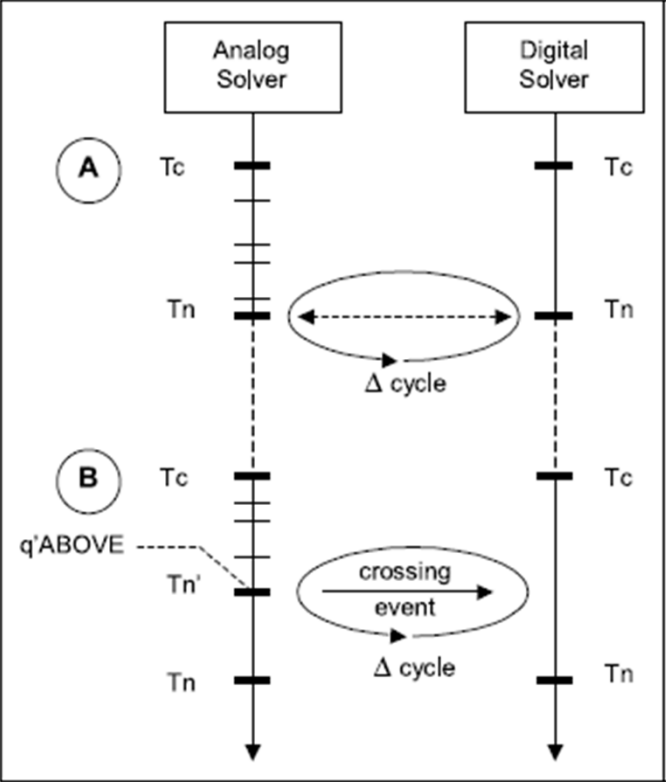 Analog
Solver
Digital
Solver
A
Tc
Tc
Tn
Tn
Δ cycle
B
Tc
Tc
q'ABOVE
crossing
event
Tn'
Δ cycle
Tn
Tn